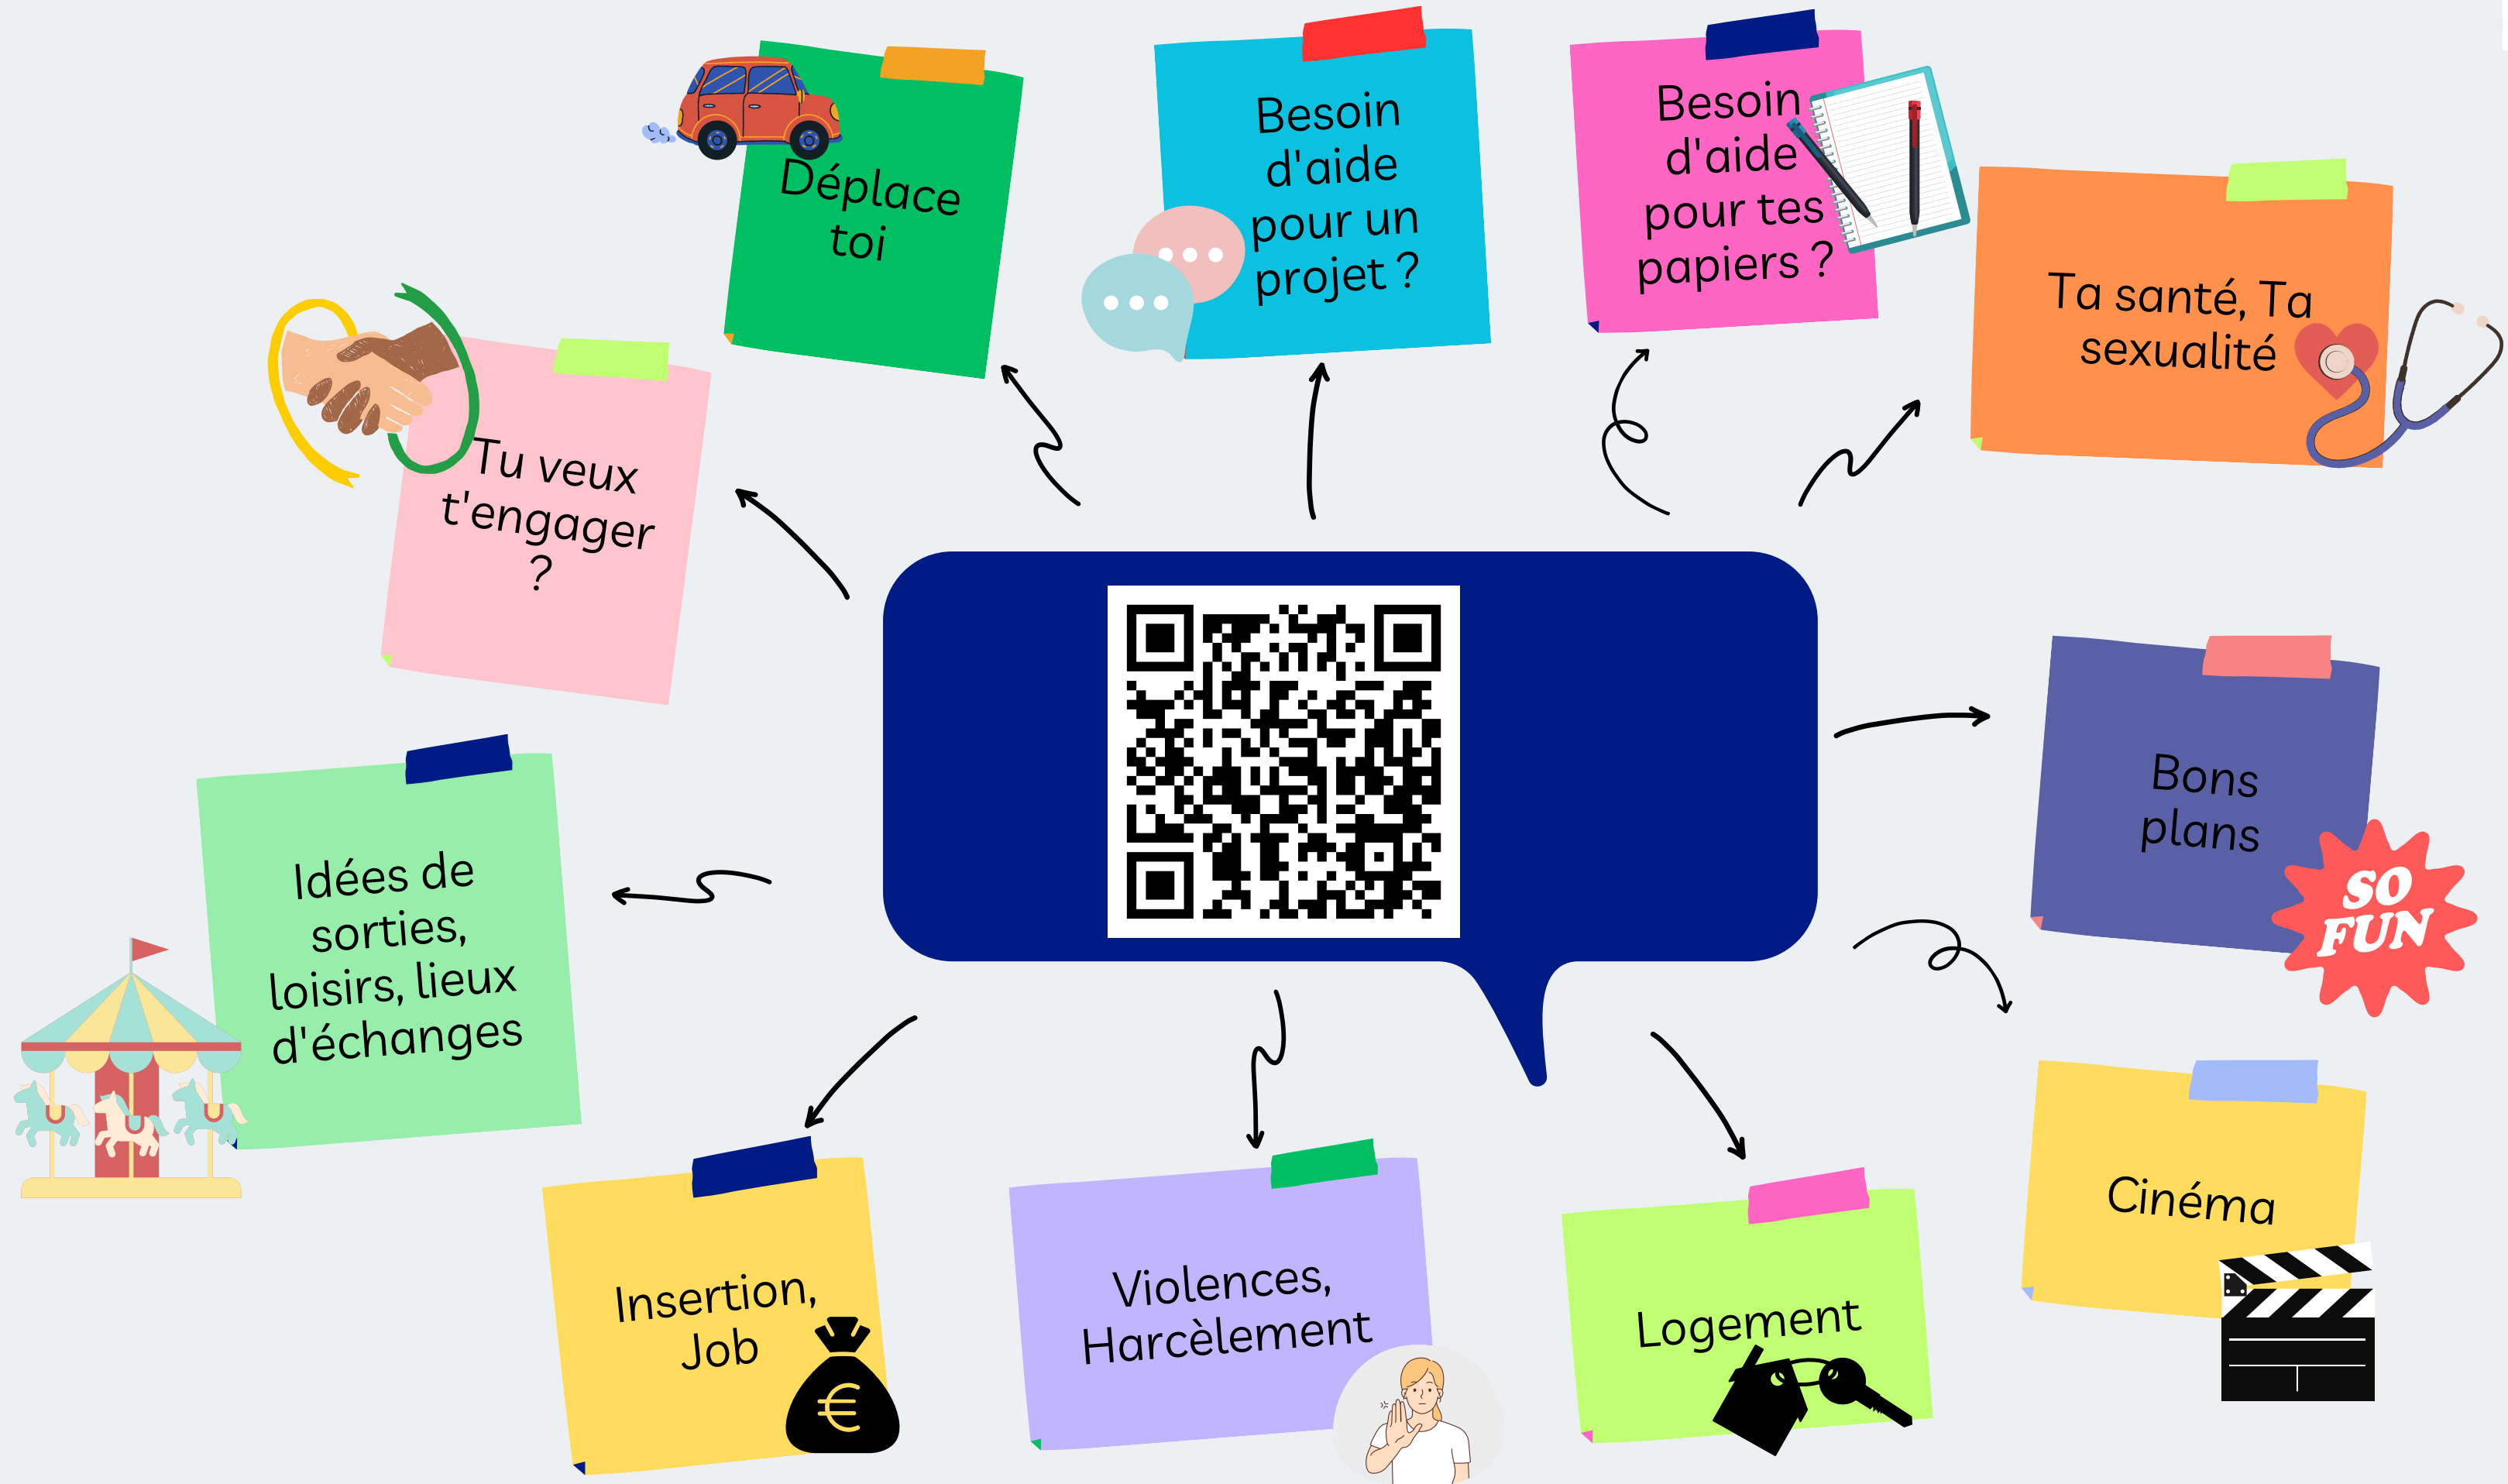 Déplace
toi
Besoin
d'aide
pour un
projet ?
Besoin
d'aide
pour tes
papiers ?
Ta santé, Ta
sexualité
Tu veux
t'engager
?
Bons
plans
SO
FUN
Idées de
sorties,
loisirs, lieux
d'échanges
Cinéma
Insertion,
Job
€
Violences,
Harcèlement
Logement